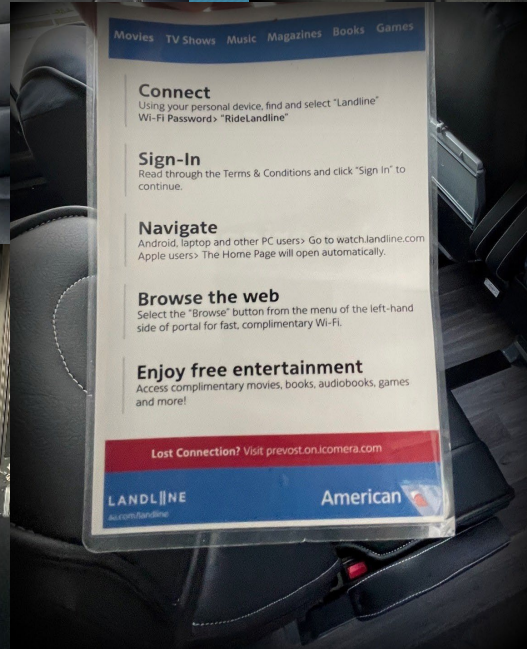 Movies TV Shows Music Magazines Books Games
Connect
Using your personal device, find and select "Landline"
Wi-Fi Password> "RideLandline"
Sign-In
Read through the Terms & Conditions and click "Sign In" to
continue.
Navigate
Android, laptop and other PC users> Go to watch.landline.com
Apple users> The Home Page will open automatically.
Browse the web
Select the "Browse" button from the menu of the left-hand
side of portal for fast, complimentary Wi-Fi.
Enjoy free entertainment
Access complimentary movies, books, audiobooks, games
and more!
Lost Connection? Visit prevost.on.icomera.com
LANDLINE American
aa.com/landline